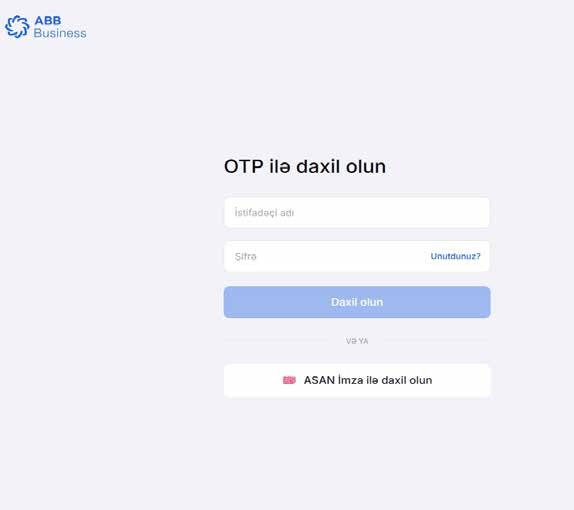 ABB
Business
OTP ilə daxil olun
İstifadəçi adı
Şifrə
Unutdunuz?
Daxil olun
VƏ YA
ASAN İmza ilə daxil olun